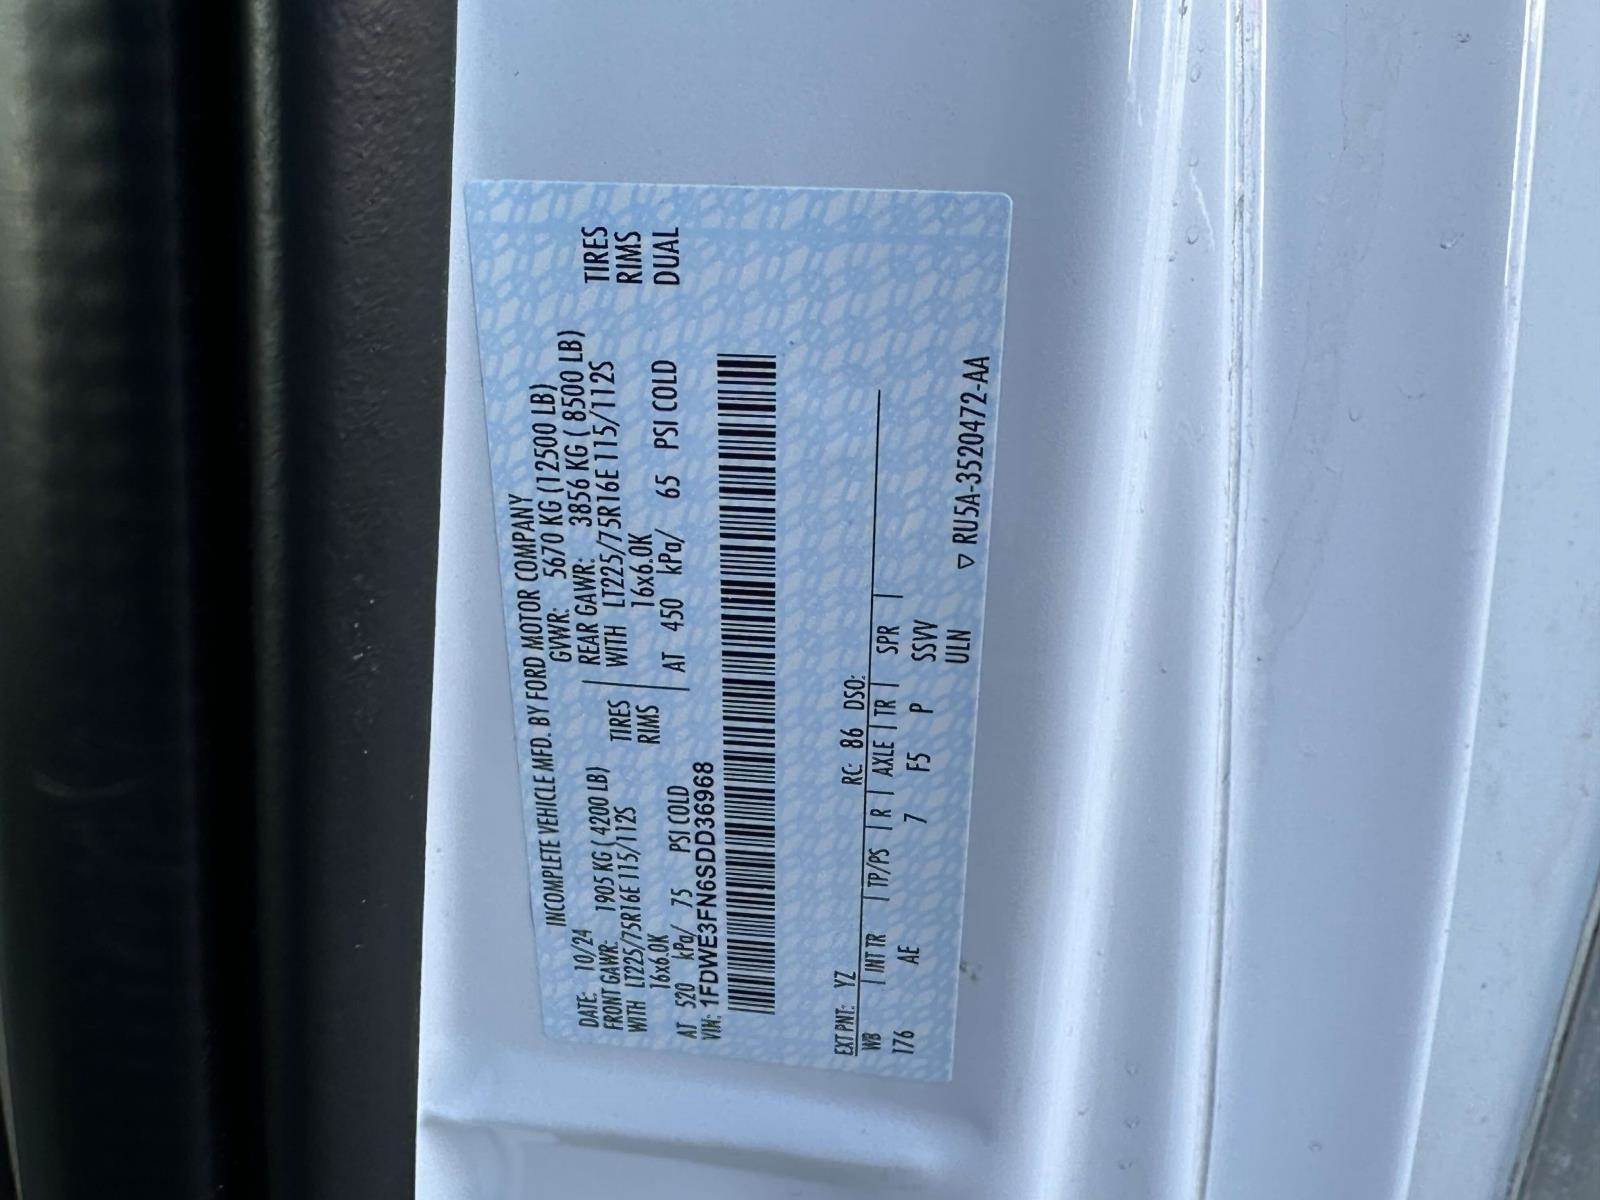 INCOMPLETE VEHICLE MFD. BY FORD MOTOR COMPANY
DATE: 10/24 GVWR: 5670 KG (12500 LB)
FRONT GAWR: 1905 KG ( 4200 LB) REAR GAWR: 3856 KG ( 8500 LB)
WITH LT225/75R16E 115/112S TIRES WITH LT225/75R16E 115/112S TIRES
16x6.0K RIMS 16x6.0K RIMS
AT 520 kPa/ 75 PSI COLD AT 450 kPa/ 65 PSI COLD DUAL
VIN: 1FDWE3FN6SDD36968
EXT PNT: YZ RC: 86 DSO:
WB | INT TR | TP/PS | R | AXLE | TR | SPR |
176 AE 7 F5 P SSVV
ULN
▽ RU5A-3520472-AA